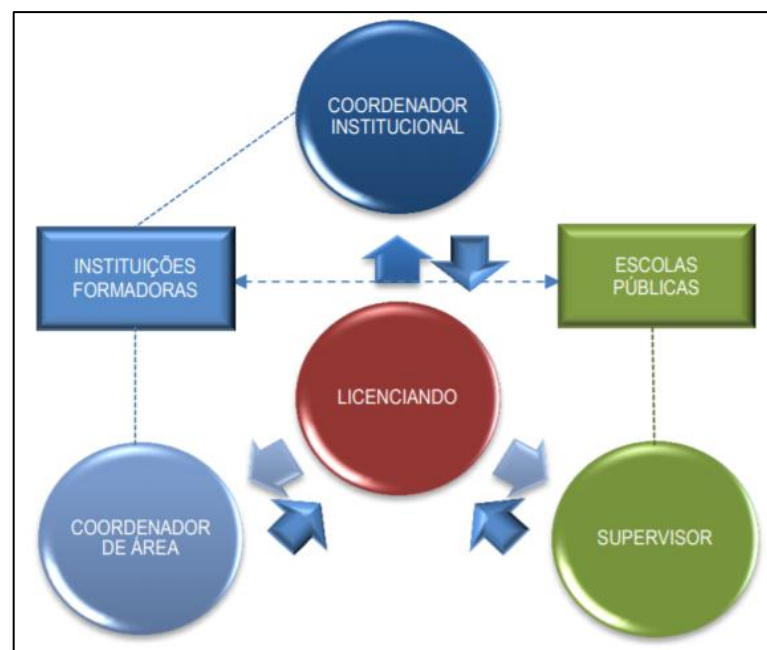 COORDENADOR
INSTITUCIONAL
INSTITUIÇÕES
FORMADORAS
ESCOLAS
PÚBLICAS
LICENCIANDO
COORDENADOR
DE ÁREA
SUPERVISOR